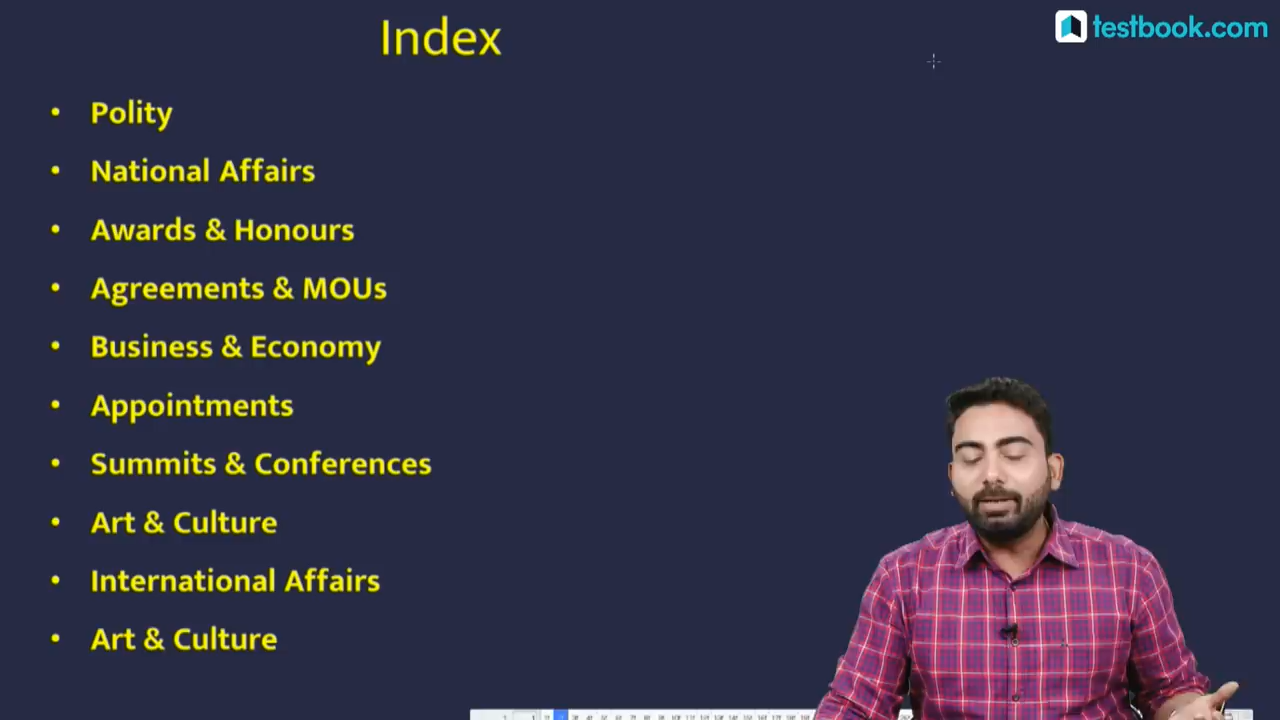 Index
testbook.com
• Polity
• National Affairs
• Awards & Honours
• Agreements & MOUs
• Business & Economy
• Appointments
• Summits & Conferences
• Art & Culture
• International Affairs
• Art & Culture